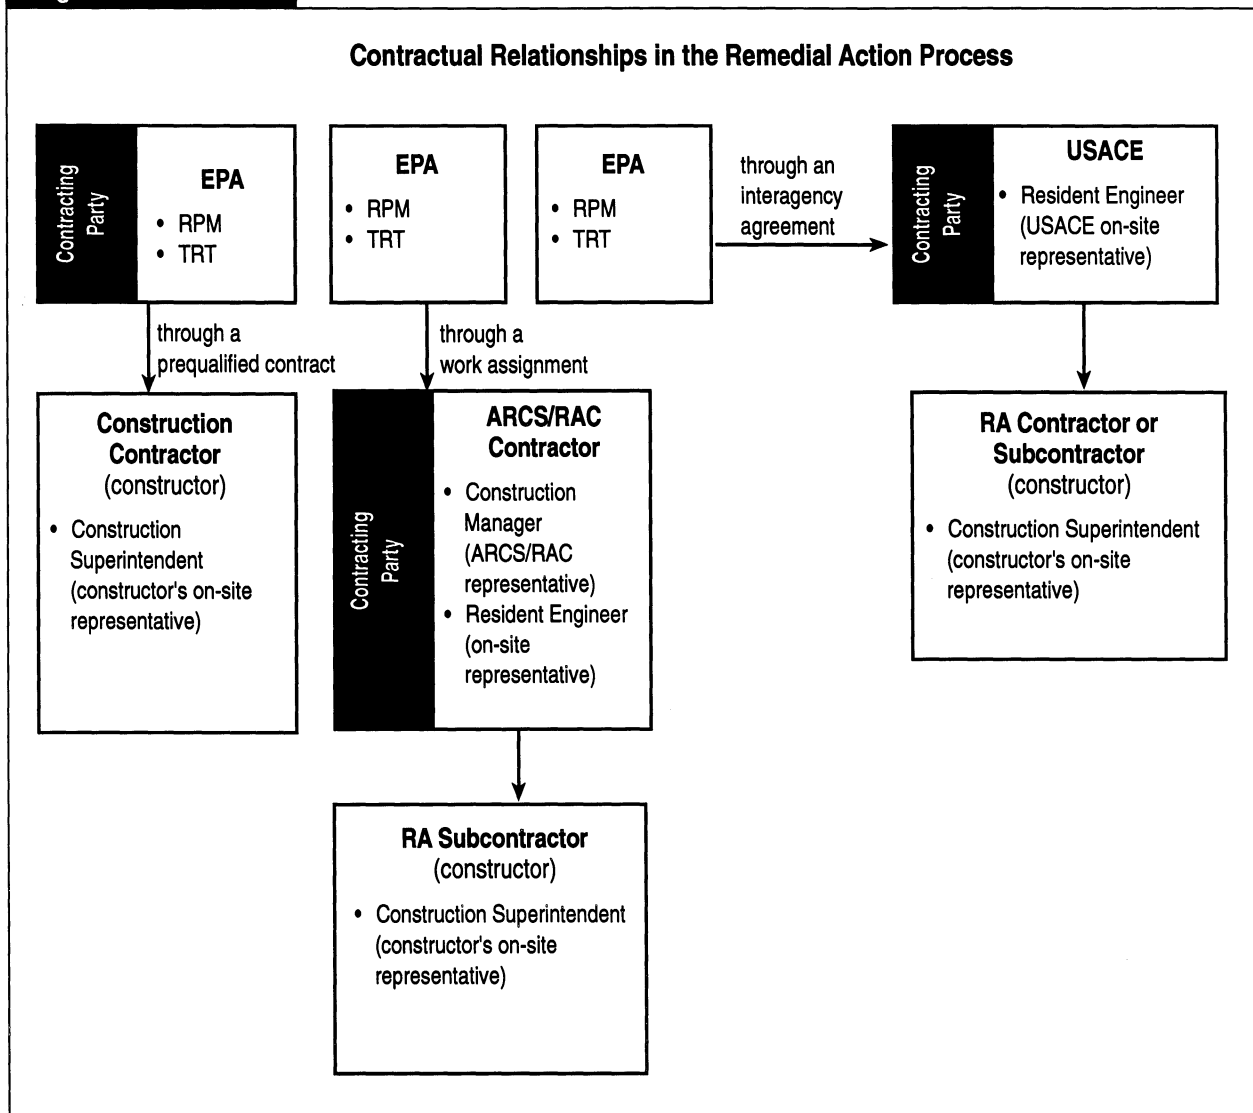 Contractual Relationships in the Remedial Action Process
Contracting
Party
EPA
• RPM
• TRT
through a
prequalified contract
Construction
Contractor
(constructor)
• Construction
Superintendent
(constructor's on-site
representative)
EPA
• RPM
• TRT
through a
work assignment
Contracting
Party
ARCS/RAC
Contractor
• Construction
Manager
(ARCS/RAC
representative)
• Resident Engineer
(on-site
representative)
RA Subcontractor
(constructor)
• Construction Superintendent
(constructor's on-site
representative)
EPA
• RPM
• TRT
through an
interagency
agreement
Contracting
Party
USACE
• Resident Engineer
(USACE on-site
representative)
RA Contractor or
Subcontractor
(constructor)
• Construction Superintendent
(constructor's on-site
representative)